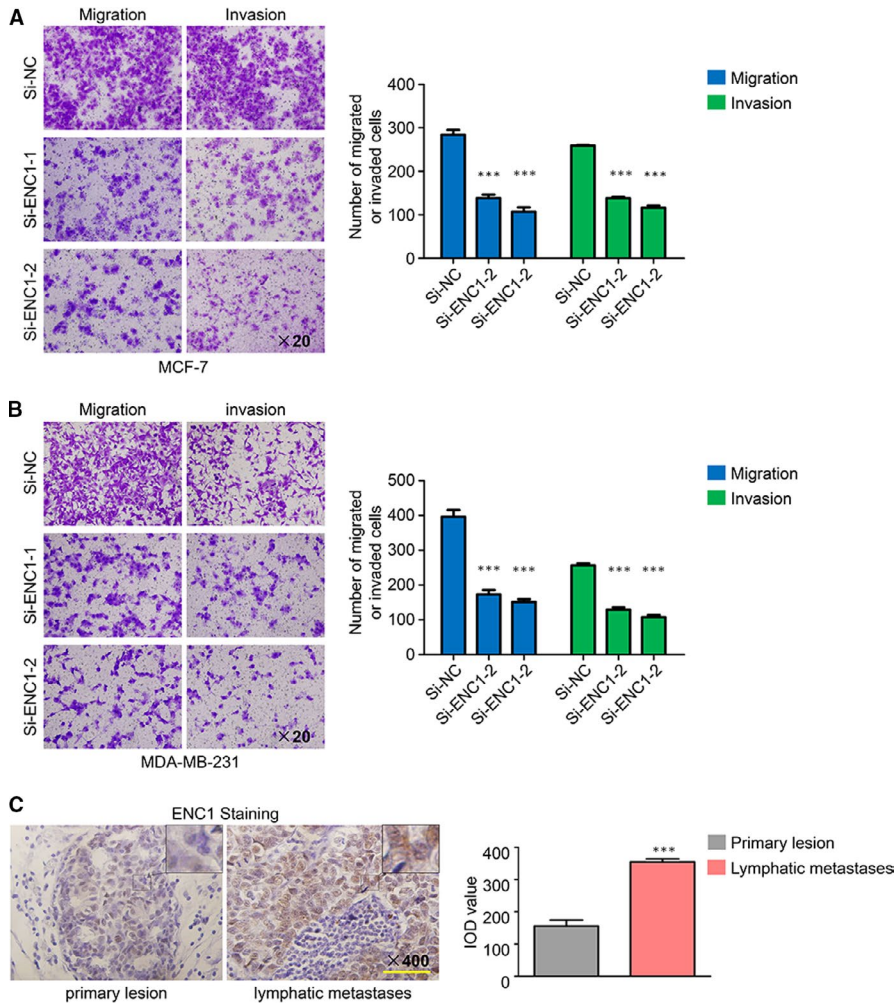 A
Migration Invasion
Si-NC
Si-ENC1-1
Si-ENC1-2
×20
MCF-7
Number of migrated
or invaded cells
400
300
200
100
0
*** ***
*** ***
Si-NC Si-ENC1-2 Si-ENC1-2 Si-NC Si-ENC1-2 Si-ENC1-2
Migration
Invasion
B
Migration invasion
Si-NC
Si-ENC1-1
Si-ENC1-2
×20
MDA-MB-231
Number of migrated
or invaded cells
500
400
300
200
100
0
*** ***
*** ***
Si-NC Si-ENC1-2 Si-ENC1-2 Si-NC Si-ENC1-2 Si-ENC1-2
Migration
Invasion
C
ENC1 Staining
×400
primary lesion lymphatic metastases
IOD value
400
300
200
100
0
***
Primary lesion
Lymphatic metastases